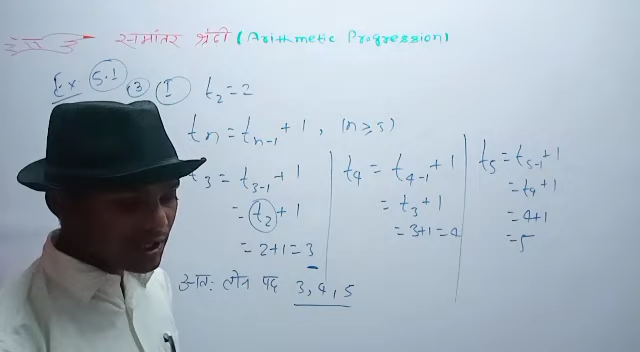 समांतर श्रेढी (Arithmetic Progression)
Ex 5.1 (3) (I) t₂ = 2
tn = tn-1 + 1, (n ≥ 3)
t₃ = t₃₋₁ + 1
= t₂ + 1
= 2+1 = 3
t₄ = t₄₋₁ + 1
= t₃ + 1
= 3+1 = 4
t₅ = t₅₋₁ + 1
= t₄ + 1
= 4+1
= 5
अतः तीन पद 3, 4, 5